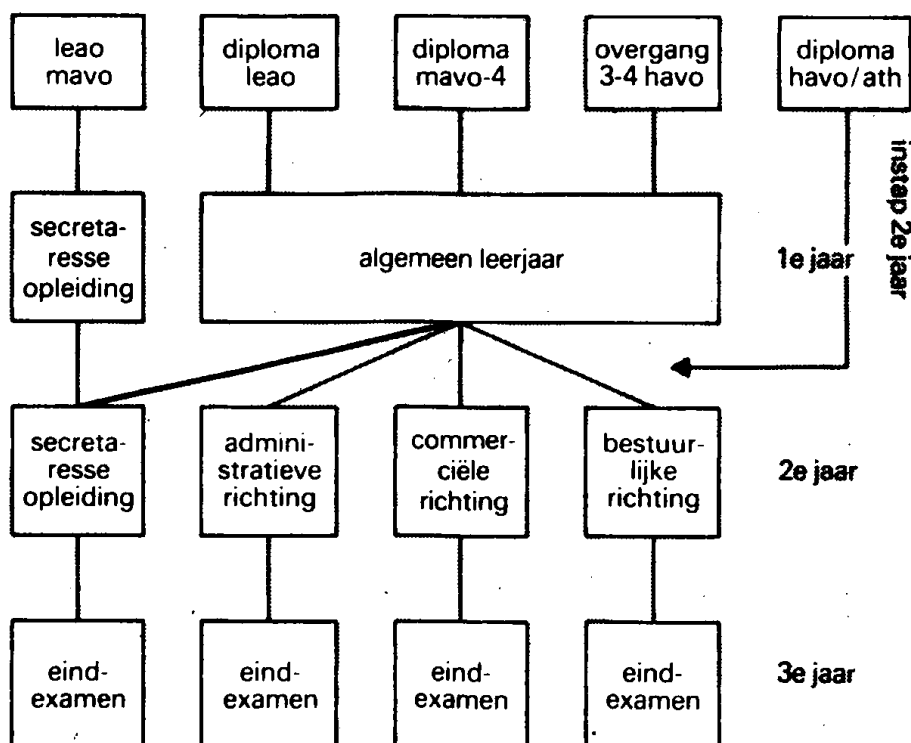 leao
mavo
diploma
leao
diploma
mavo-4
overgang
3-4 havo
diploma
havo/ath
instap 2e jaar
secreta-
resse
opleiding
algemeen leerjaar
1e jaar
secreta-
resse
opleiding
admini-
stratieve
richting
commer-
ciële
richting
bestuur-
lijke
richting
2e jaar
eind-
examen
eind-
examen
eind-
examen
eind-
examen
3e jaar